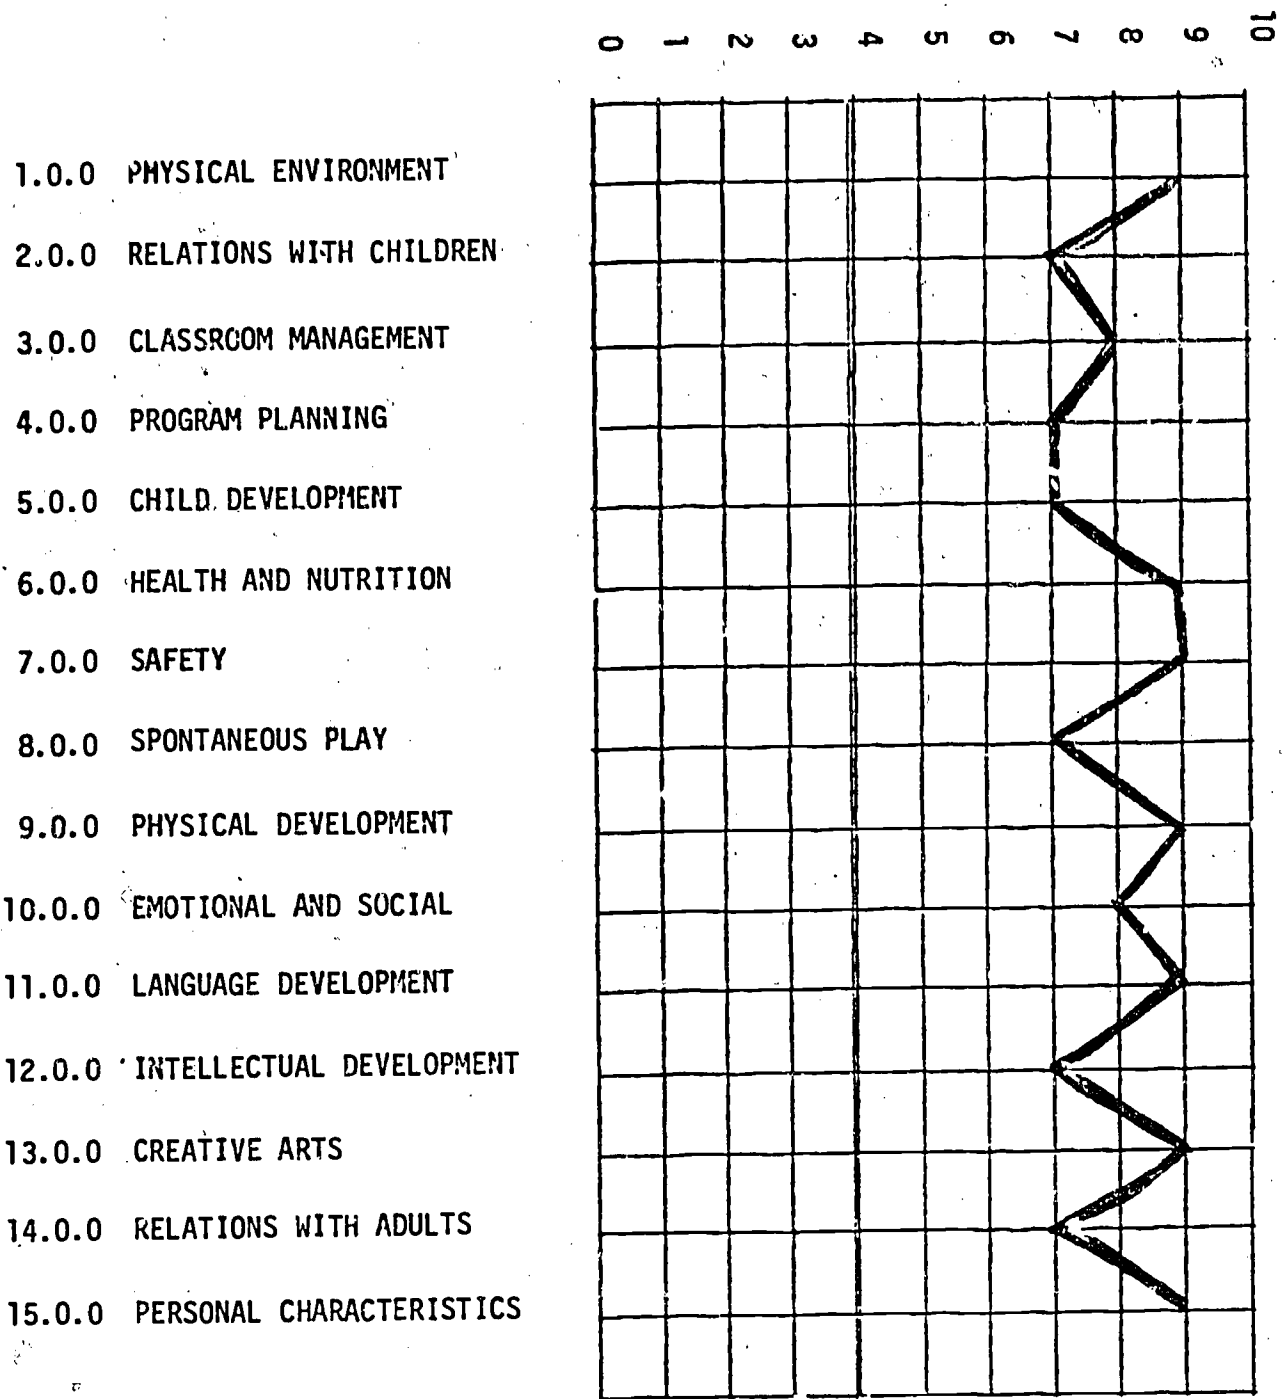 0 1 2 3 4 5 6 7 8 9 10
1.0.0 PHYSICAL ENVIRONMENT
2.0.0 RELATIONS WITH CHILDREN
3.0.0 CLASSROOM MANAGEMENT
4.0.0 PROGRAM PLANNING
5.0.0 CHILD DEVELOPMENT
6.0.0 HEALTH AND NUTRITION
7.0.0 SAFETY
8.0.0 SPONTANEOUS PLAY
9.0.0 PHYSICAL DEVELOPMENT
10.0.0 EMOTIONAL AND SOCIAL
11.0.0 LANGUAGE DEVELOPMENT
12.0.0 INTELLECTUAL DEVELOPMENT
13.0.0 CREATIVE ARTS
14.0.0 RELATIONS WITH ADULTS
15.0.0 PERSONAL CHARACTERISTICS